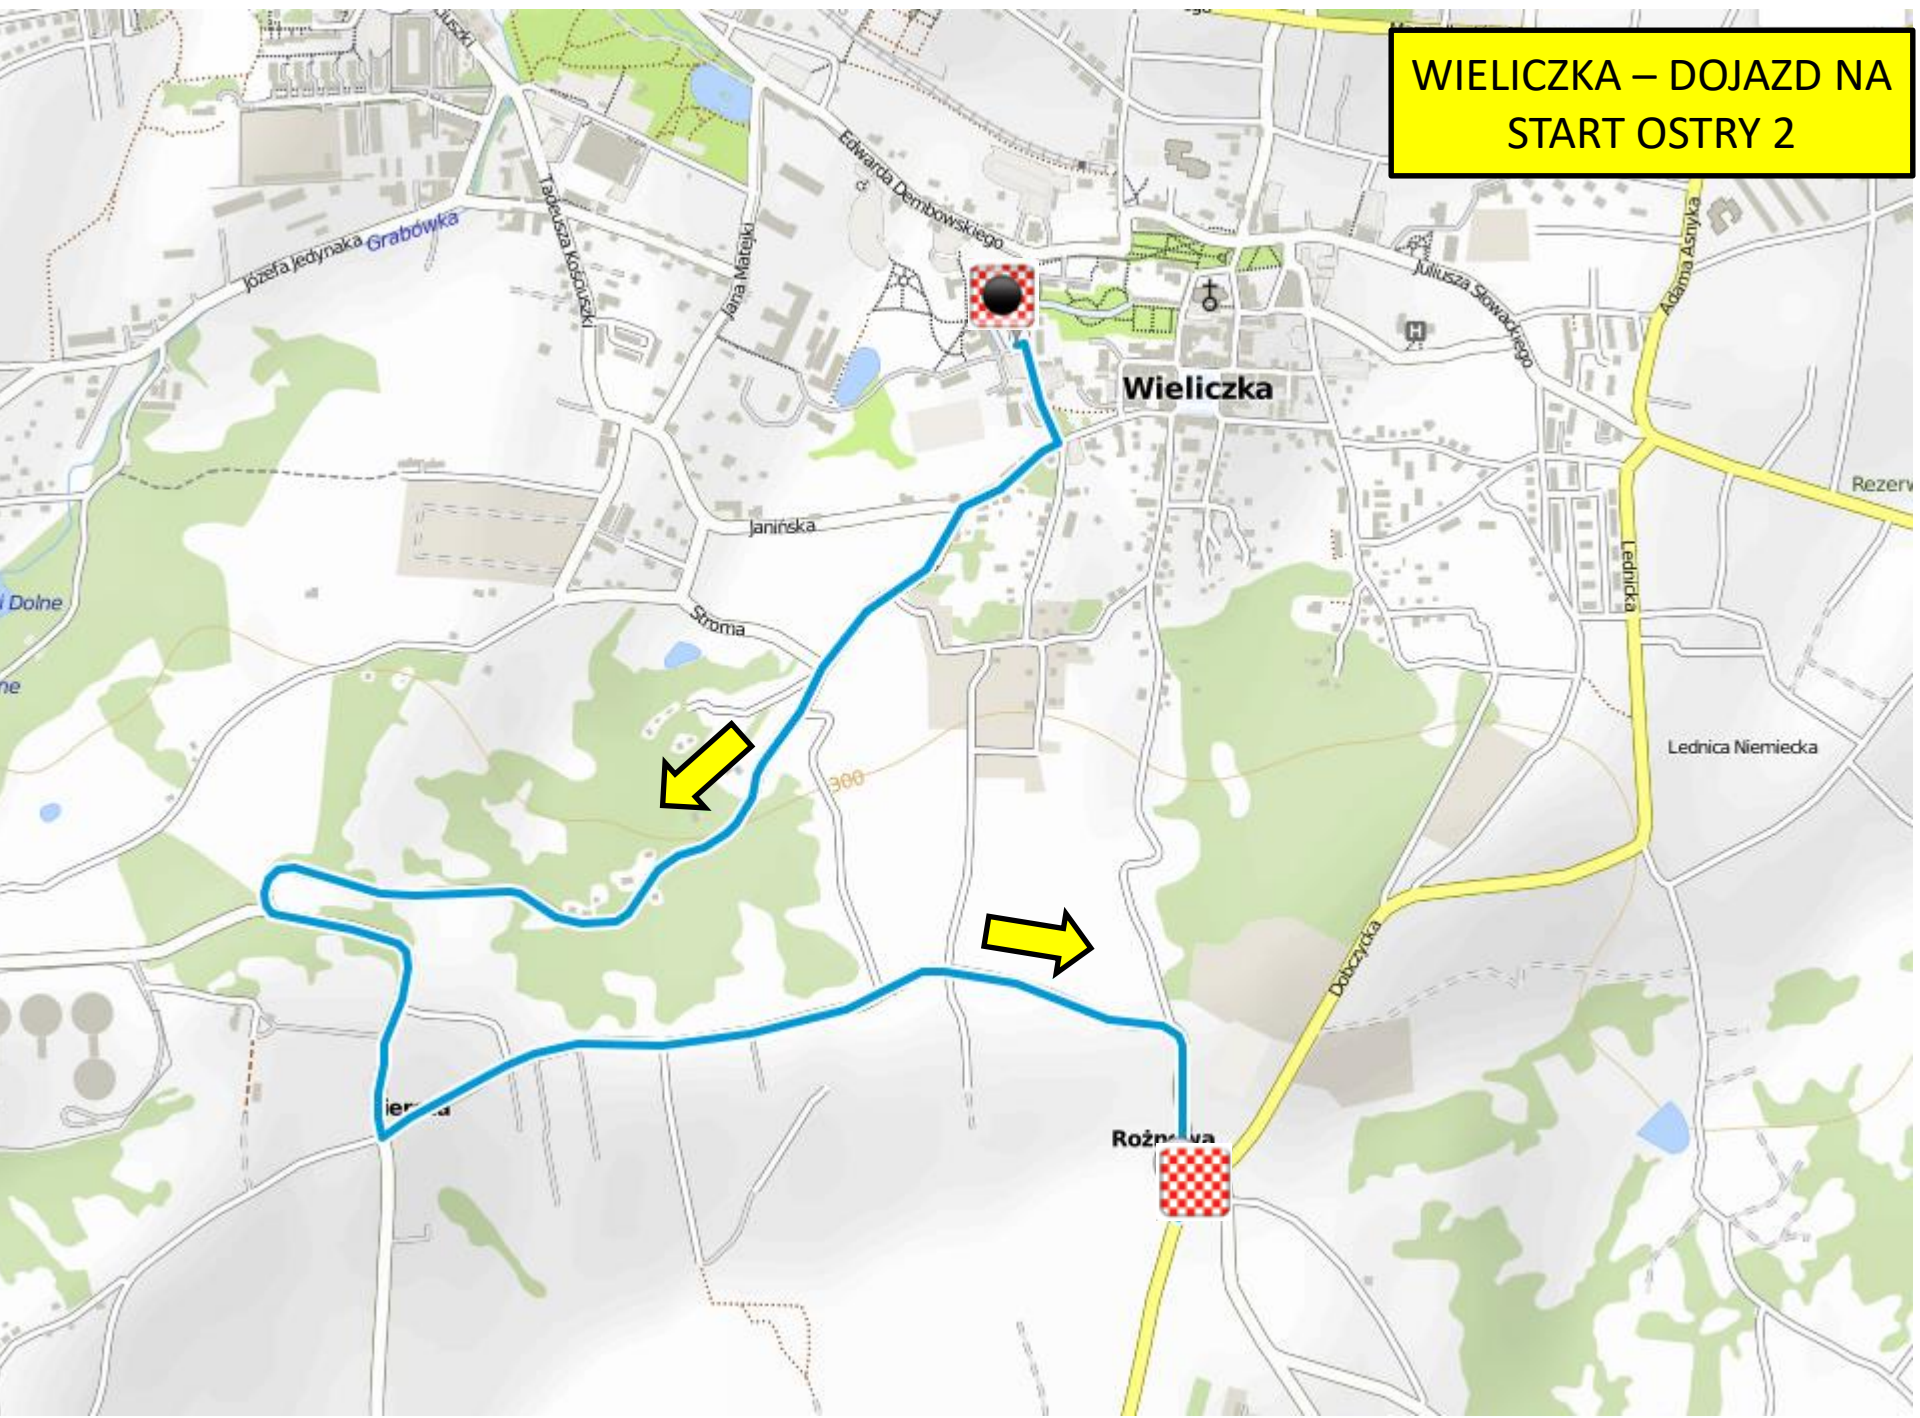 WIELICZKA – DOJAZD NA
START OSTRY 2
Edwarda Dembowskiego
Tadeusza Kościuszki
Jana Matejki
Józefa Jedynaka
Grabówka
Juliusza Słowackiego
Adama Asnyka
H
Wieliczka
Janińska
Lednicka
Dolne
Stroma
300
Lednica Niemiecka
Dobczycka